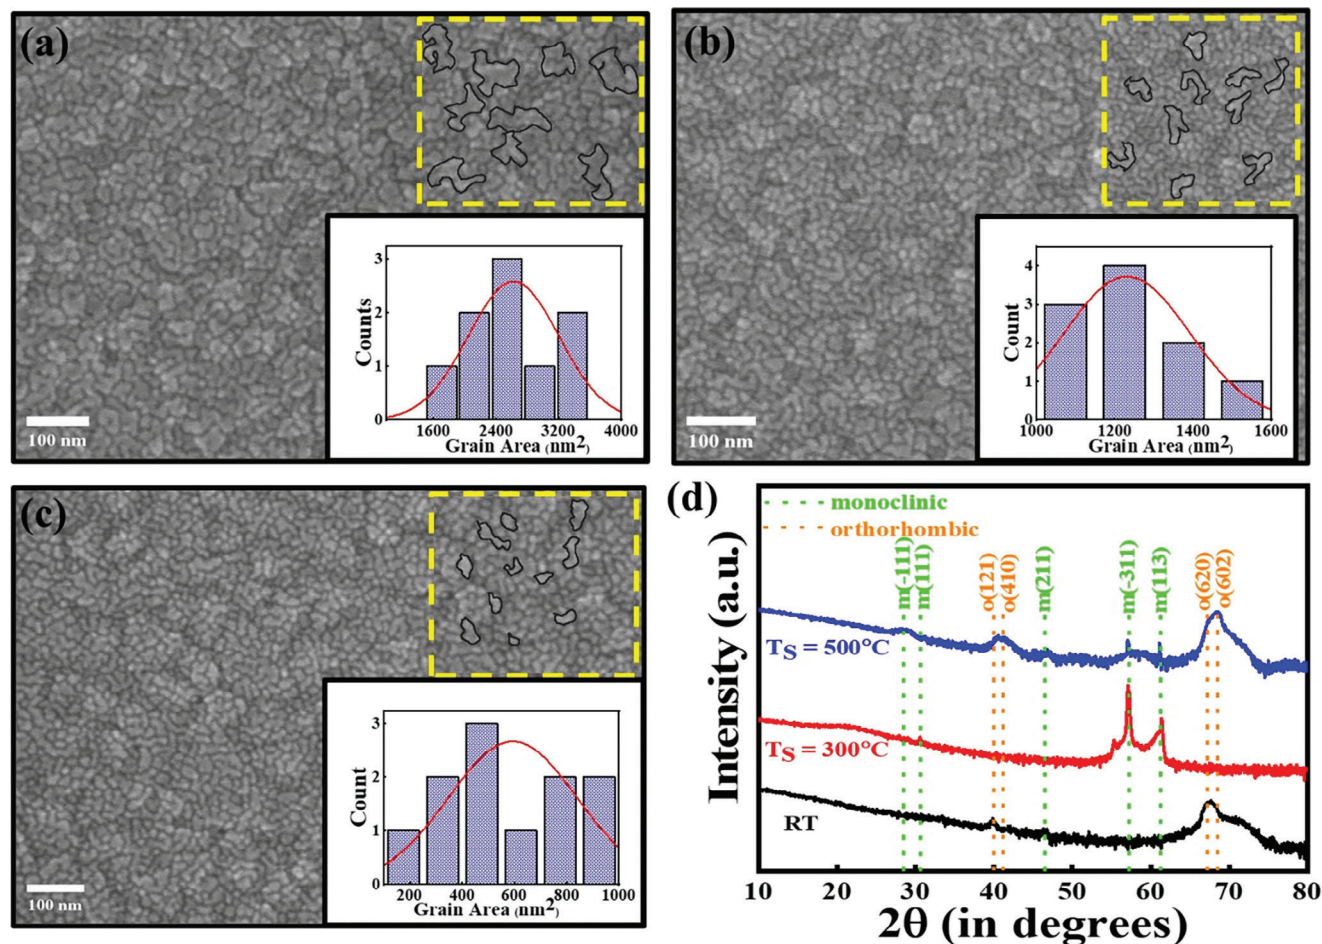 (a)
3
2
1
0
Counts
1600 2400 3200 4000
Grain Area (nm2)
100 nm
(b)
4
3
2
1
0
Count
1000 1200 1400 1600
Grain Area (nm2)
100 nm
(c)
3
2
1
0
Count
200 400 600 800 1000
Grain Area (nm2)
100 nm
(d)
monoclinic
orthorhombic
m(-111)
m(111)
o(121)
o(410)
m(211)
m(-311)
m(113)
o(620)
o(602)
TS = 500°C
TS = 300°C
RT
Intensity (a.u.)
10 20 30 40 50 60 70 80
2θ (in degrees)